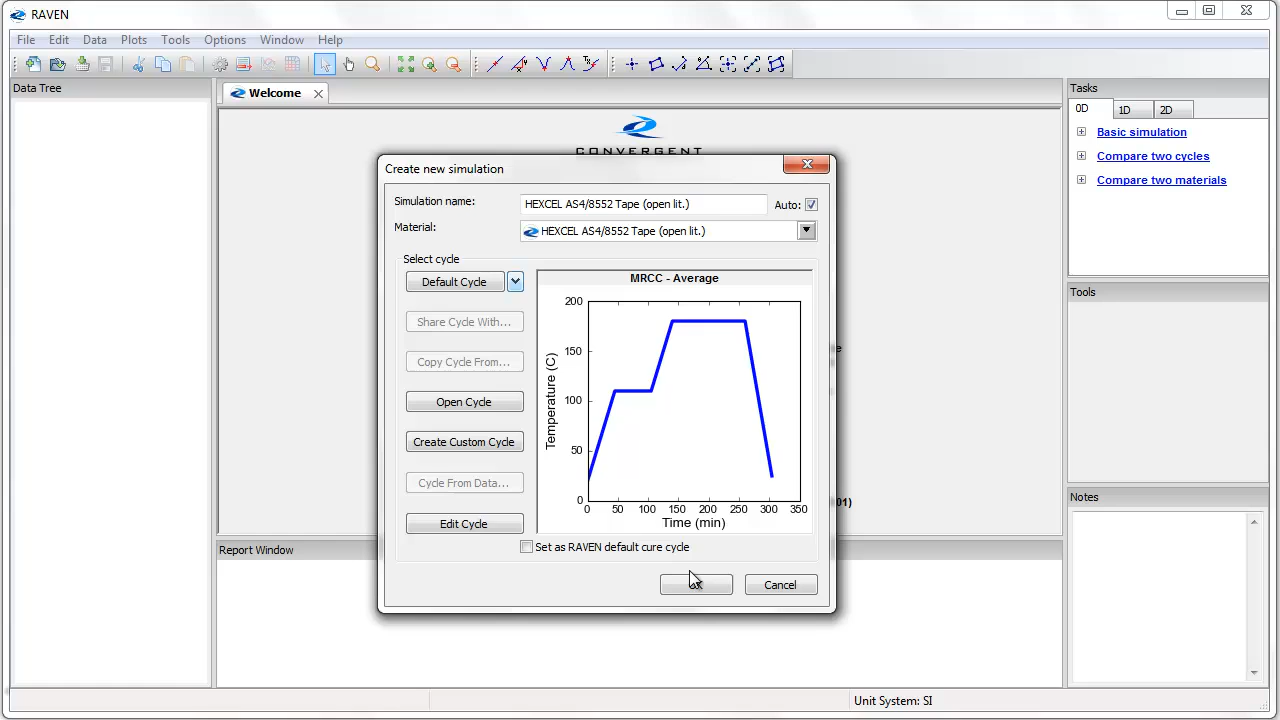 RAVEN
File Edit Data Plots Tools Options Window Help
Data Tree
Welcome
Tasks
0D 1D 2D
Basic simulation
Compare two cycles
Compare two materials
CONVERGENT
Create new simulation
Simulation name: HEXCEL AS4/8552 Tape (open lit.) Auto:
Material: HEXCEL AS4/8552 Tape (open lit.)
Select cycle
Default Cycle
Share Cycle With...
Copy Cycle From...
Open Cycle
Create Custom Cycle
Cycle From Data...
Edit Cycle
MRCC - Average
Temperature (C)
200
150
100
50
0
0 50 100 150 200 250 300 350
Time (min)
Set as RAVEN default cure cycle
Cancel
01)
Tools
Notes
Report Window
Unit System: SI